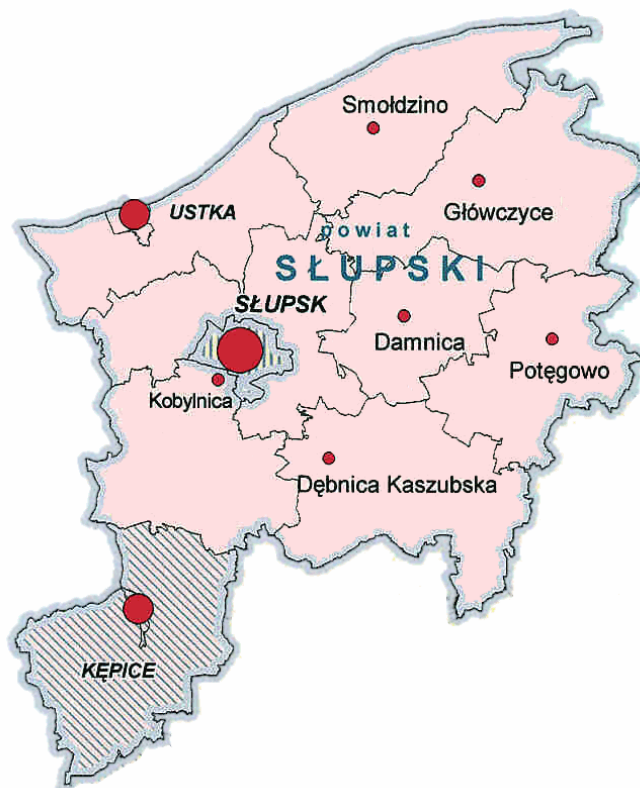 Smołdzino
USTKA
Główczyce
powiat
SŁUPSKI
SŁUPSK
Damnica
Potęgowo
Kobylnica
Dębnica Kaszubska
KĘPICE